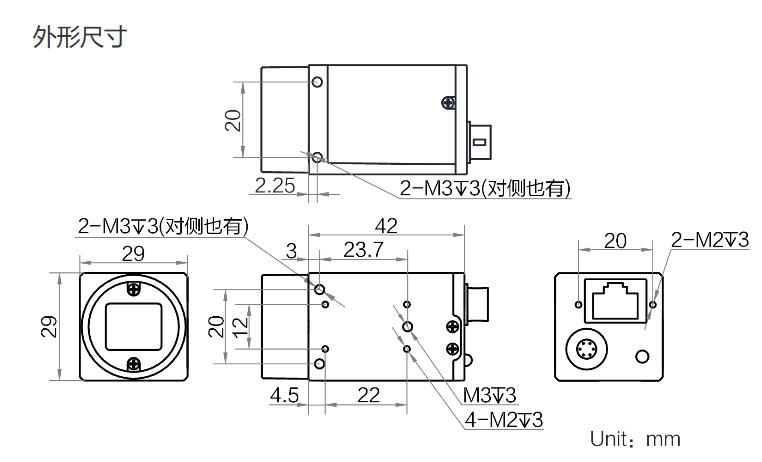 外形尺寸
20
2.25
2-M3↧3(对侧也有)
2-M3↧3(对侧也有)
42
29
3
23.7
20
2-M2↧3
29
20
12
4.5
22
M3↧3
4-M2↧3
Unit: mm